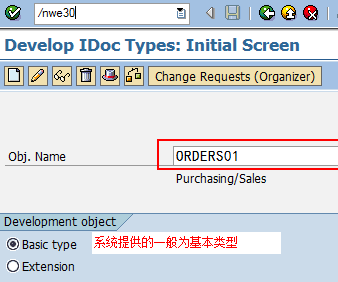 /nwe30
Develop IDoc Types: Initial Screen
Change Requests (Organizer)
Obj. Name ORDERS01
Purchasing/Sales
Development object
Basic type 系统提供的一般为基本类型
Extension